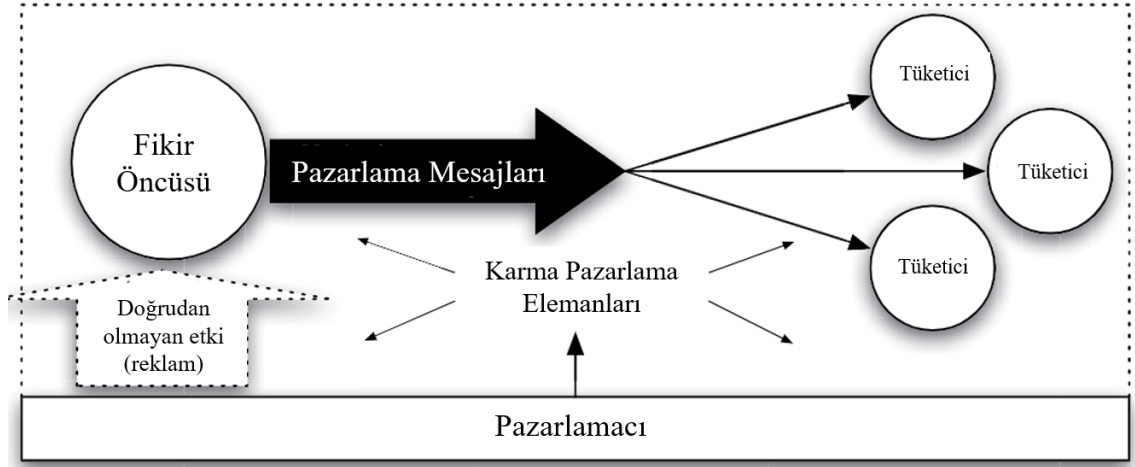 Fikir
Öncüsü
Pazarlama Mesajları
Tüketici
Tüketici
Tüketici
Karma Pazarlama
Elemanları
Doğrudan
olmayan etki
(reklam)
Pazarlamacı